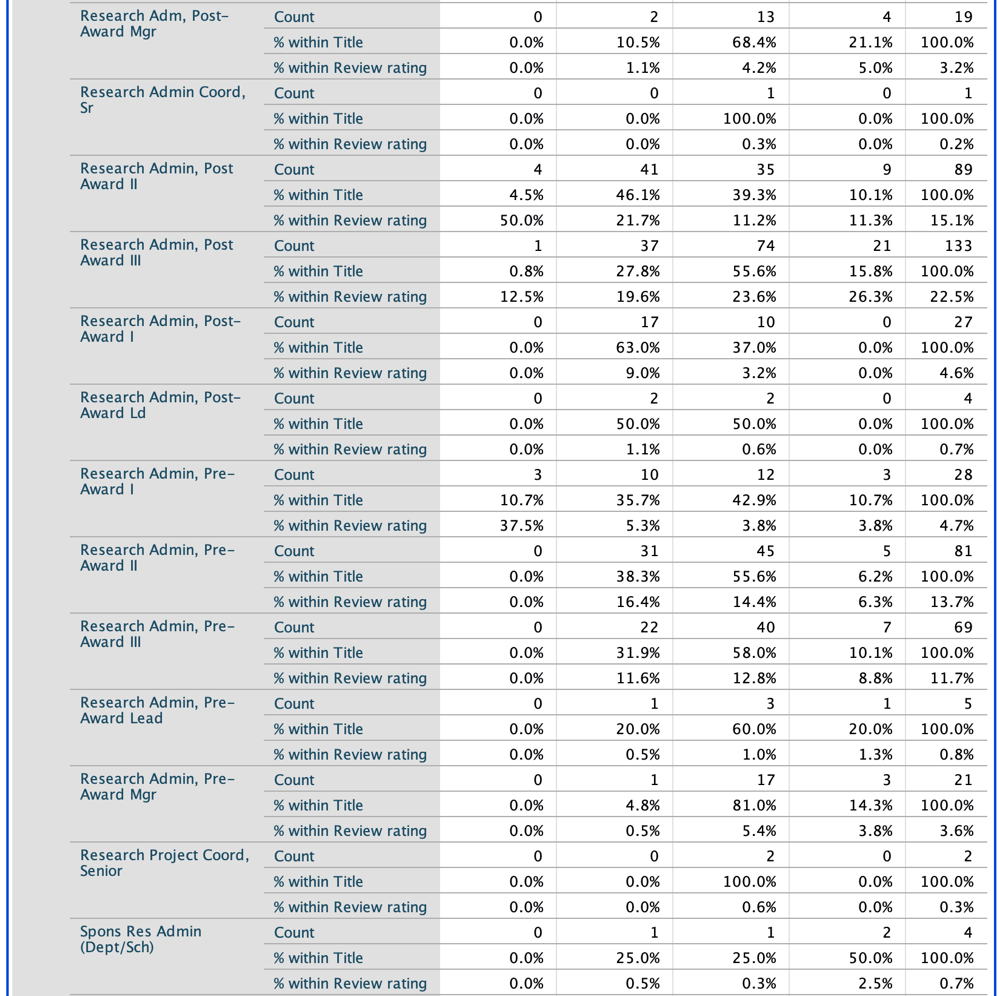 Research Adm, Post-Award Mgr Count 0 2 13 4 19
% within Title 0.0% 10.5% 68.4% 21.1% 100.0%
% within Review rating 0.0% 1.1% 4.2% 5.0% 3.2%
Research Admin Coord, Sr Count 0 0 1 0 1
% within Title 0.0% 0.0% 100.0% 0.0% 100.0%
% within Review rating 0.0% 0.0% 0.3% 0.0% 0.2%
Research Admin, Post Award II Count 4 41 35 9 89
% within Title 4.5% 46.1% 39.3% 10.1% 100.0%
% within Review rating 50.0% 21.7% 11.2% 11.3% 15.1%
Research Admin, Post Award III Count 1 37 74 21 133
% within Title 0.8% 27.8% 55.6% 15.8% 100.0%
% within Review rating 12.5% 19.6% 23.6% 26.3% 22.5%
Research Admin, Post-Award I Count 0 17 10 0 27
% within Title 0.0% 63.0% 37.0% 0.0% 100.0%
% within Review rating 0.0% 9.0% 3.2% 0.0% 4.6%
Research Admin, Post-Award Ld Count 0 2 2 0 4
% within Title 0.0% 50.0% 50.0% 0.0% 100.0%
% within Review rating 0.0% 1.1% 0.6% 0.0% 0.7%
Research Admin, Pre-Award I Count 3 10 12 3 28
% within Title 10.7% 35.7% 42.9% 10.7% 100.0%
% within Review rating 37.5% 5.3% 3.8% 3.8% 4.7%
Research Admin, Pre-Award II Count 0 31 45 5 81
% within Title 0.0% 38.3% 55.6% 6.2% 100.0%
% within Review rating 0.0% 16.4% 14.4% 6.3% 13.7%
Research Admin, Pre-Award III Count 0 22 40 7 69
% within Title 0.0% 31.9% 58.0% 10.1% 100.0%
% within Review rating 0.0% 11.6% 12.8% 8.8% 11.7%
Research Admin, Pre-Award Lead Count 0 1 3 1 5
% within Title 0.0% 20.0% 60.0% 20.0% 100.0%
% within Review rating 0.0% 0.5% 1.0% 1.3% 0.8%
Research Admin, Pre-Award Mgr Count 0 1 17 3 21
% within Title 0.0% 4.8% 81.0% 14.3% 100.0%
% within Review rating 0.0% 0.5% 5.4% 3.8% 3.6%
Research Project Coord, Senior Count 0 0 2 0 2
% within Title 0.0% 0.0% 100.0% 0.0% 100.0%
% within Review rating 0.0% 0.0% 0.6% 0.0% 0.3%
Spons Res Admin (Dept/Sch) Count 0 1 1 2 4
% within Title 0.0% 25.0% 25.0% 50.0% 100.0%
% within Review rating 0.0% 0.5% 0.3% 2.5% 0.7%